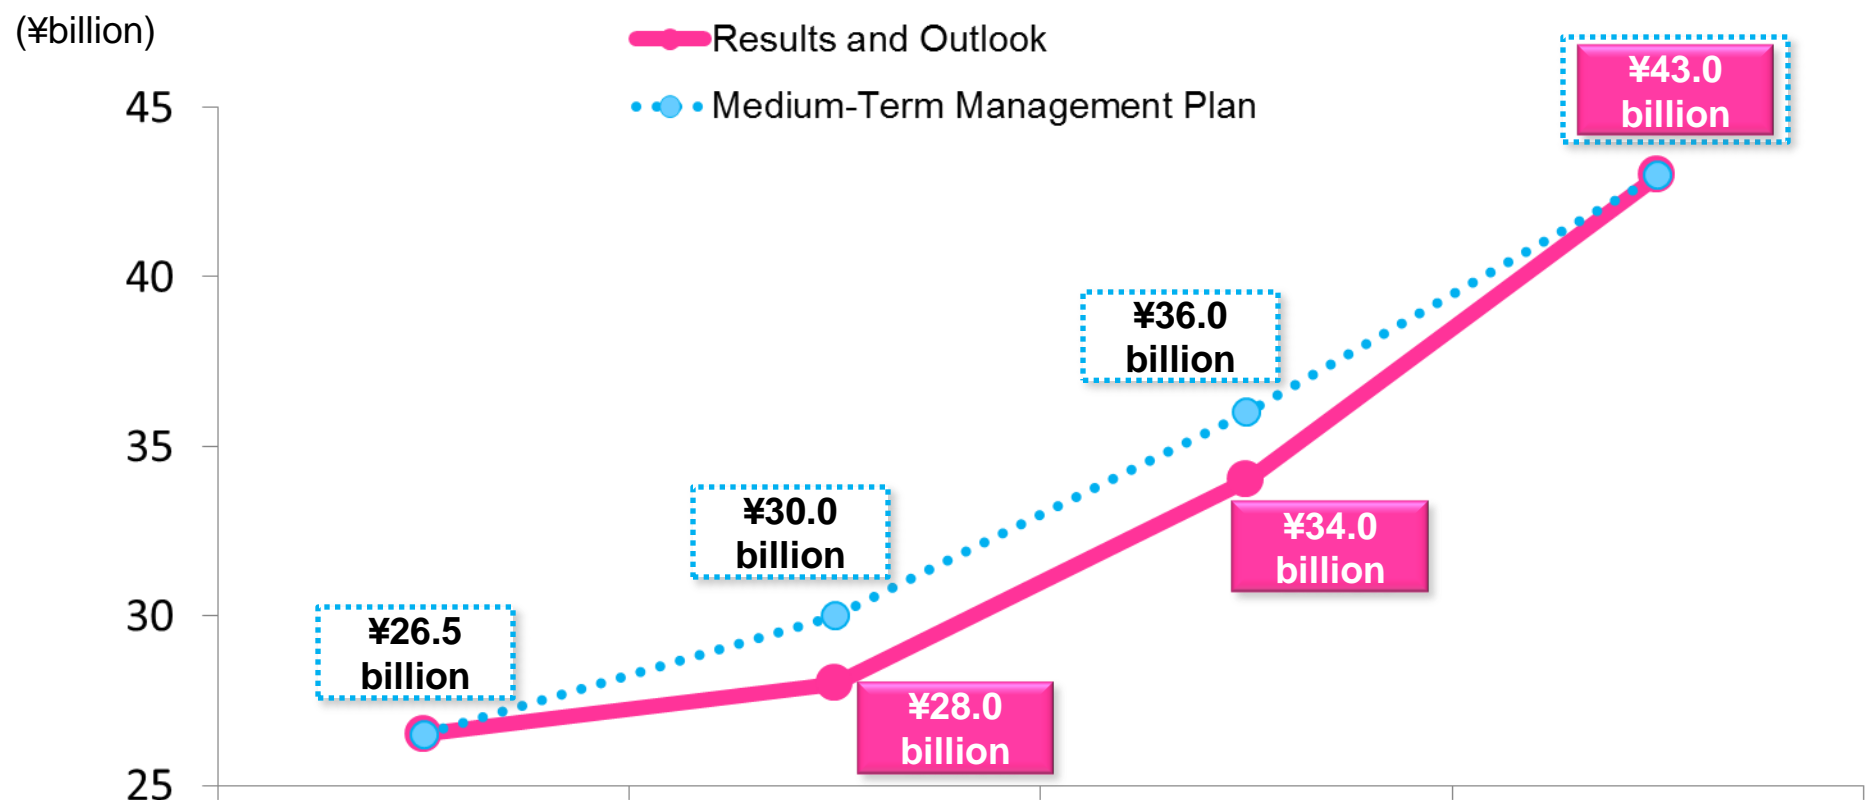 (¥billion)
Results and Outlook
Medium-Term Management Plan
¥43.0
billion
45
40
¥36.0
billion
35
¥30.0
billion
¥34.0
billion
30
¥26.5
billion
¥28.0
billion
25